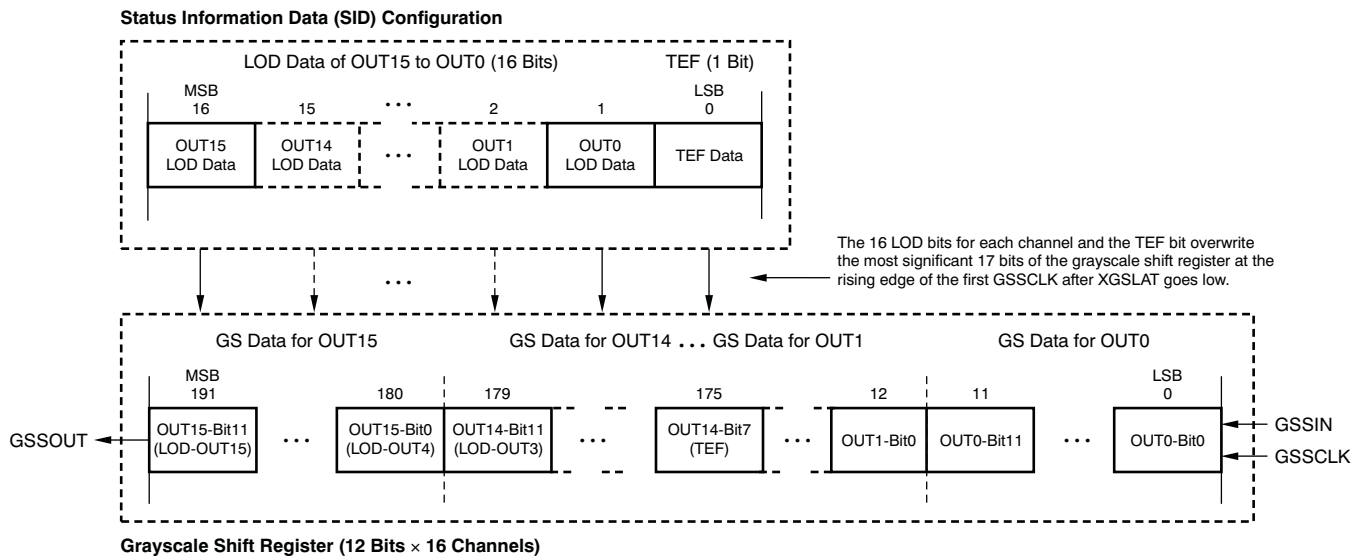 Status Information Data (SID) Configuration
LOD Data of OUT15 to OUT0 (16 Bits) TEF (1 Bit)
MSB LSB
16 15 ... 2 1 0
OUT15 OUT14 OUT1 OUT0
LOD Data LOD Data ... LOD Data LOD Data TEF Data
The 16 LOD bits for each channel and the TEF bit overwrite
the most significant 17 bits of the grayscale shift register at the
rising edge of the first GSSCLK after XGSLAT goes low.
...
GS Data for OUT15 GS Data for OUT14 ... GS Data for OUT1 GS Data for OUT0
MSB LSB
191 180 179 175 12 11 0
GSSOUT
OUT15-Bit11 ... OUT15-Bit0 OUT14-Bit11 ... OUT14-Bit7 ... OUT1-Bit0 OUT0-Bit11 ... OUT0-Bit0
(LOD-OUT15) (LOD-OUT4) (LOD-OUT3) (TEF)
GSSIN
GSSCLK
Grayscale Shift Register (12 Bits × 16 Channels)